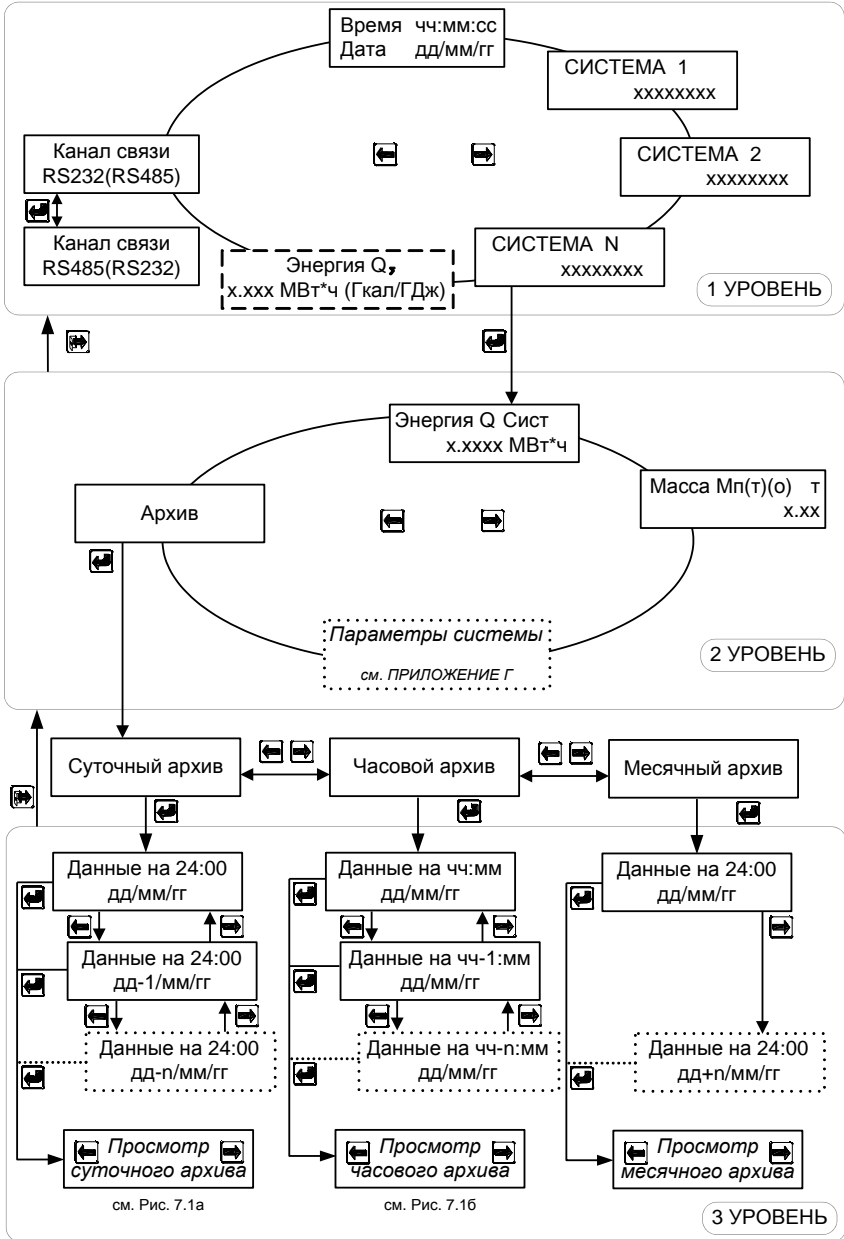 Время чч:мм:сс
Дата дд/мм/гг
СИСТЕМА 1
xxxxxxxx
Канал связи
RS232(RS485)
СИСТЕМА 2
xxxxxxxx
Канал связи
RS485(RS232)
СИСТЕМА N
xxxxxxxx
Энергия Q,
х.ххх МВт*ч (Гкал/ГДж)
1 УРОВЕНЬ
Энергия Q Сист
х.хххх МВт*ч
Масса Мп(т)(о) т
х.хх
Архив
Параметры системы
см. ПРИЛОЖЕНИЕ Г
2 УРОВЕНЬ
Суточный архив
Часовой архив
Месячный архив
Данные на 24:00
дд/мм/гг
Данные на чч:мм
дд/мм/гг
Данные на 24:00
дд/мм/гг
Данные на 24:00
дд-1/мм/гг
Данные на чч-1:мм
дд/мм/гг
Данные на 24:00
дд-n/мм/гг
Данные на чч-n:мм
дд/мм/гг
Данные на 24:00
дд+n/мм/гг
Просмотр
суточного архива
Просмотр
часового архива
Просмотр
месячного архива
см. Рис. 7.1а
см. Рис. 7.1б
3 УРОВЕНЬ